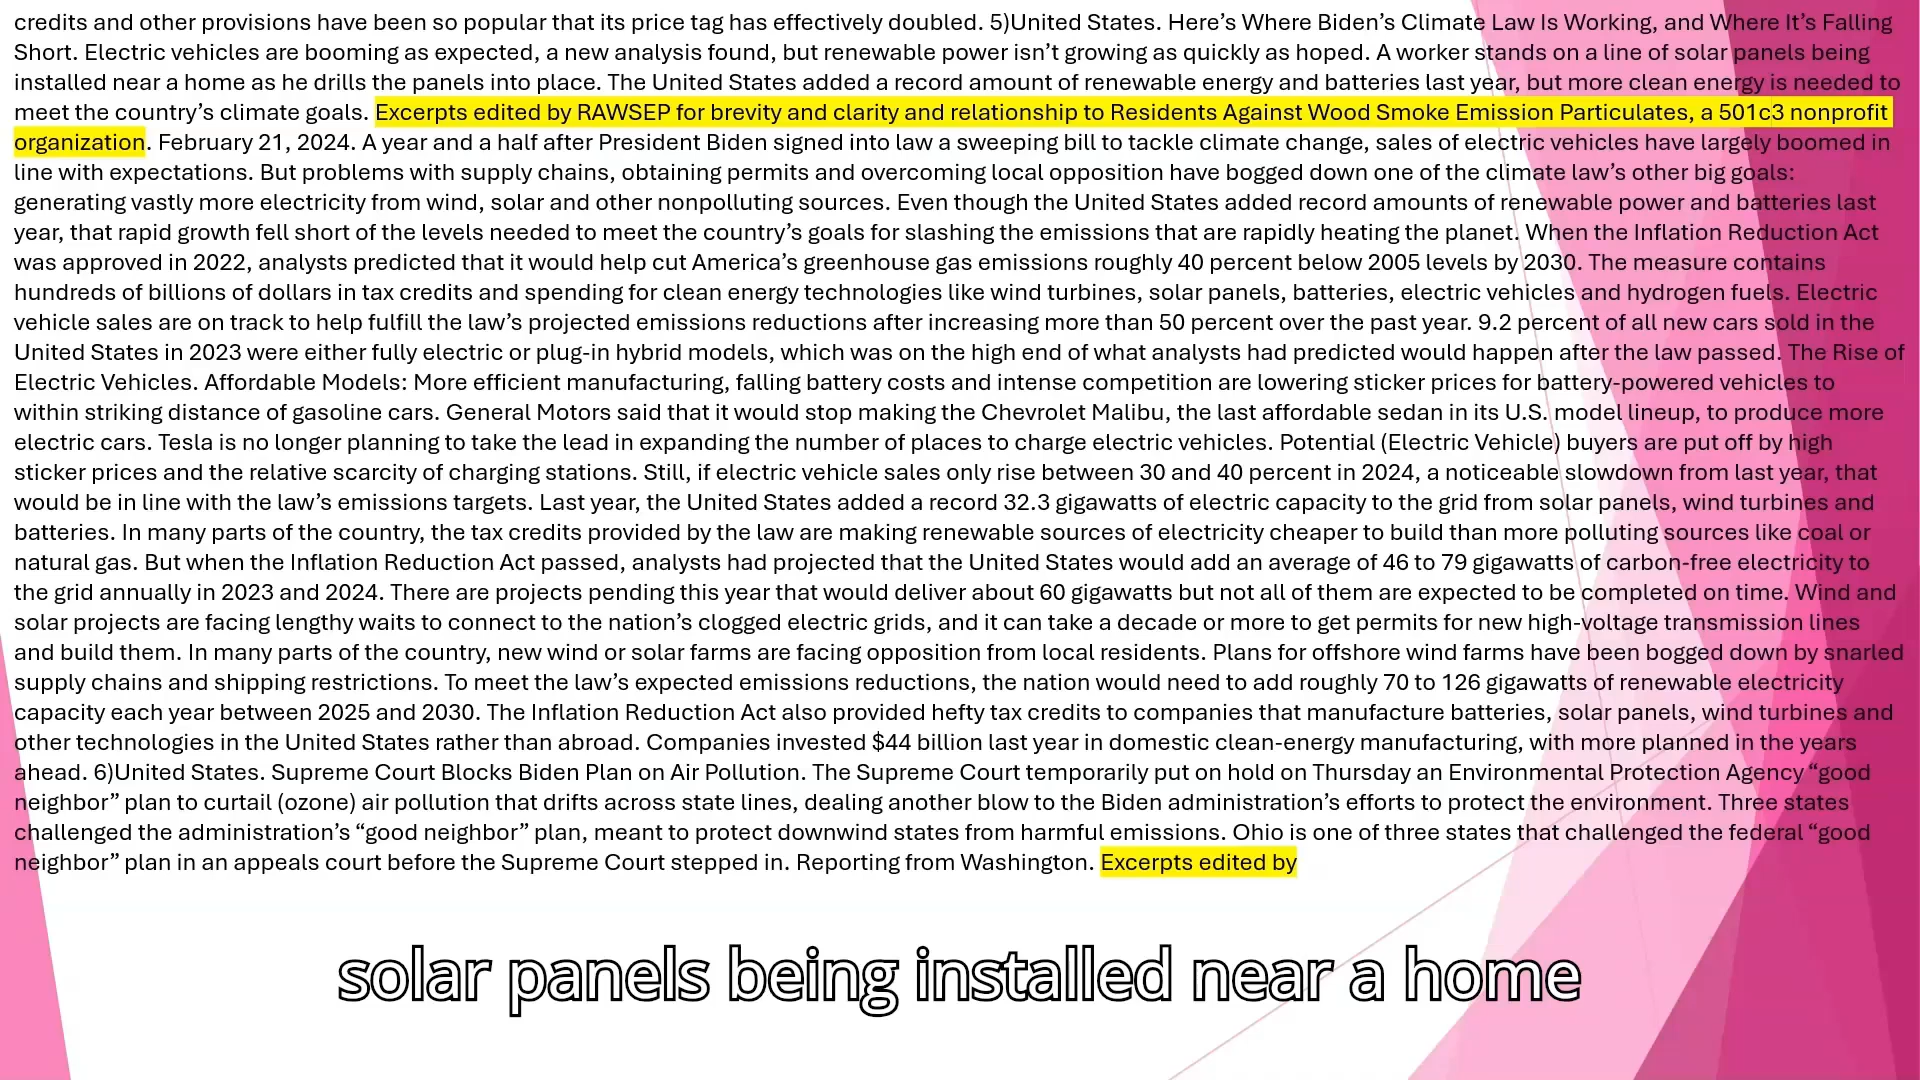 credits and other provisions have been so popular that its price tag has effectively doubled. 5)United States. Here’s Where Biden’s Climate Law Is Working, and Where It’s Falling
Short. Electric vehicles are booming as expected, a new analysis found, but renewable power isn’t growing as quickly as hoped. A worker stands on a line of solar panels being
installed near a home as he drills the panels into place. The United States added a record amount of renewable energy and batteries last year, but more clean energy is needed to
meet the country’s climate goals. Excerpts edited by RAWSEP for brevity and clarity and relationship to Residents Against Wood Smoke Emission Particulates, a 501c3 nonprofit
organization. February 21, 2024. A year and a half after President Biden signed into law a sweeping bill to tackle climate change, sales of electric vehicles have largely boomed in
line with expectations. But problems with supply chains, obtaining permits and overcoming local opposition have bogged down one of the climate law’s other big goals:
generating vastly more electricity from wind, solar and other nonpolluting sources. Even though the United States added record amounts of renewable power and batteries last
year, that rapid growth fell short of the levels needed to meet the country’s goals for slashing the emissions that are rapidly heating the planet. When the Inflation Reduction Act
was approved in 2022, analysts predicted that it would help cut America’s greenhouse gas emissions roughly 40 percent below 2005 levels by 2030. The measure contains
hundreds of billions of dollars in tax credits and spending for clean energy technologies like wind turbines, solar panels, batteries, electric vehicles and hydrogen fuels. Electric
vehicle sales are on track to help fulfill the law’s projected emissions reductions after increasing more than 50 percent over the past year. 9.2 percent of all new cars sold in the
United States in 2023 were either fully electric or plug-in hybrid models, which was on the high end of what analysts had predicted would happen after the law passed. The Rise of
Electric Vehicles. Affordable Models: More efficient manufacturing, falling battery costs and intense competition are lowering sticker prices for battery-powered vehicles to
within striking distance of gasoline cars. General Motors said that it would stop making the Chevrolet Malibu, the last affordable sedan in its U.S. model lineup, to produce more
electric cars. Tesla is no longer planning to take the lead in expanding the number of places to charge electric vehicles. Potential (Electric Vehicle) buyers are put off by high
sticker prices and the relative scarcity of charging stations. Still, if electric vehicle sales only rise between 30 and 40 percent in 2024, a noticeable slowdown from last year, that
would be in line with the law’s emissions targets. Last year, the United States added a record 32.3 gigawatts of electric capacity to the grid from solar panels, wind turbines and
batteries. In many parts of the country, the tax credits provided by the law are making renewable sources of electricity cheaper to build than more polluting sources like coal or
natural gas. But when the Inflation Reduction Act passed, analysts had projected that the United States would add an average of 46 to 79 gigawatts of carbon-free electricity to
the grid annually in 2023 and 2024. There are projects pending this year that would deliver about 60 gigawatts but not all of them are expected to be completed on time. Wind and
solar projects are facing lengthy waits to connect to the nation’s clogged electric grids, and it can take a decade or more to get permits for new high-voltage transmission lines
and build them. In many parts of the country, new wind or solar farms are facing opposition from local residents. Plans for offshore wind farms have been bogged down by snarled
supply chains and shipping restrictions. To meet the law’s expected emissions reductions, the nation would need to add roughly 70 to 126 gigawatts of renewable electricity
capacity each year between 2025 and 2030. The Inflation Reduction Act also provided hefty tax credits to companies that manufacture batteries, solar panels, wind turbines and
other technologies in the United States rather than abroad. Companies invested $44 billion last year in domestic clean-energy manufacturing, with more planned in the years
ahead. 6)United States. Supreme Court Blocks Biden Plan on Air Pollution. The Supreme Court temporarily put on hold on Thursday an Environmental Protection Agency “good
neighbor” plan to curtail (ozone) air pollution that drifts across state lines, dealing another blow to the Biden administration’s efforts to protect the environment. Three states
challenged the administration’s “good neighbor” plan, meant to protect downwind states from harmful emissions. Ohio is one of three states that challenged the federal “good
neighbor” plan in an appeals court before the Supreme Court stepped in. Reporting from Washington. Excerpts edited by
solar panels being installed near a home